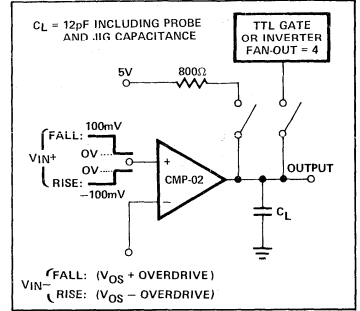 CL = 12pF INCLUDING PROBE
AND JIG CAPACITANCE
TTL GATE
OR INVERTER
FAN-OUT = 4
5V
800Ω
FALL:
100mV
0V
VIN+
0V
RISE:
-100mV
+
CMP-02
−
OUTPUT
CL
VIN−
FALL: (VOS + OVERDRIVE)
RISE: (VOS − OVERDRIVE)